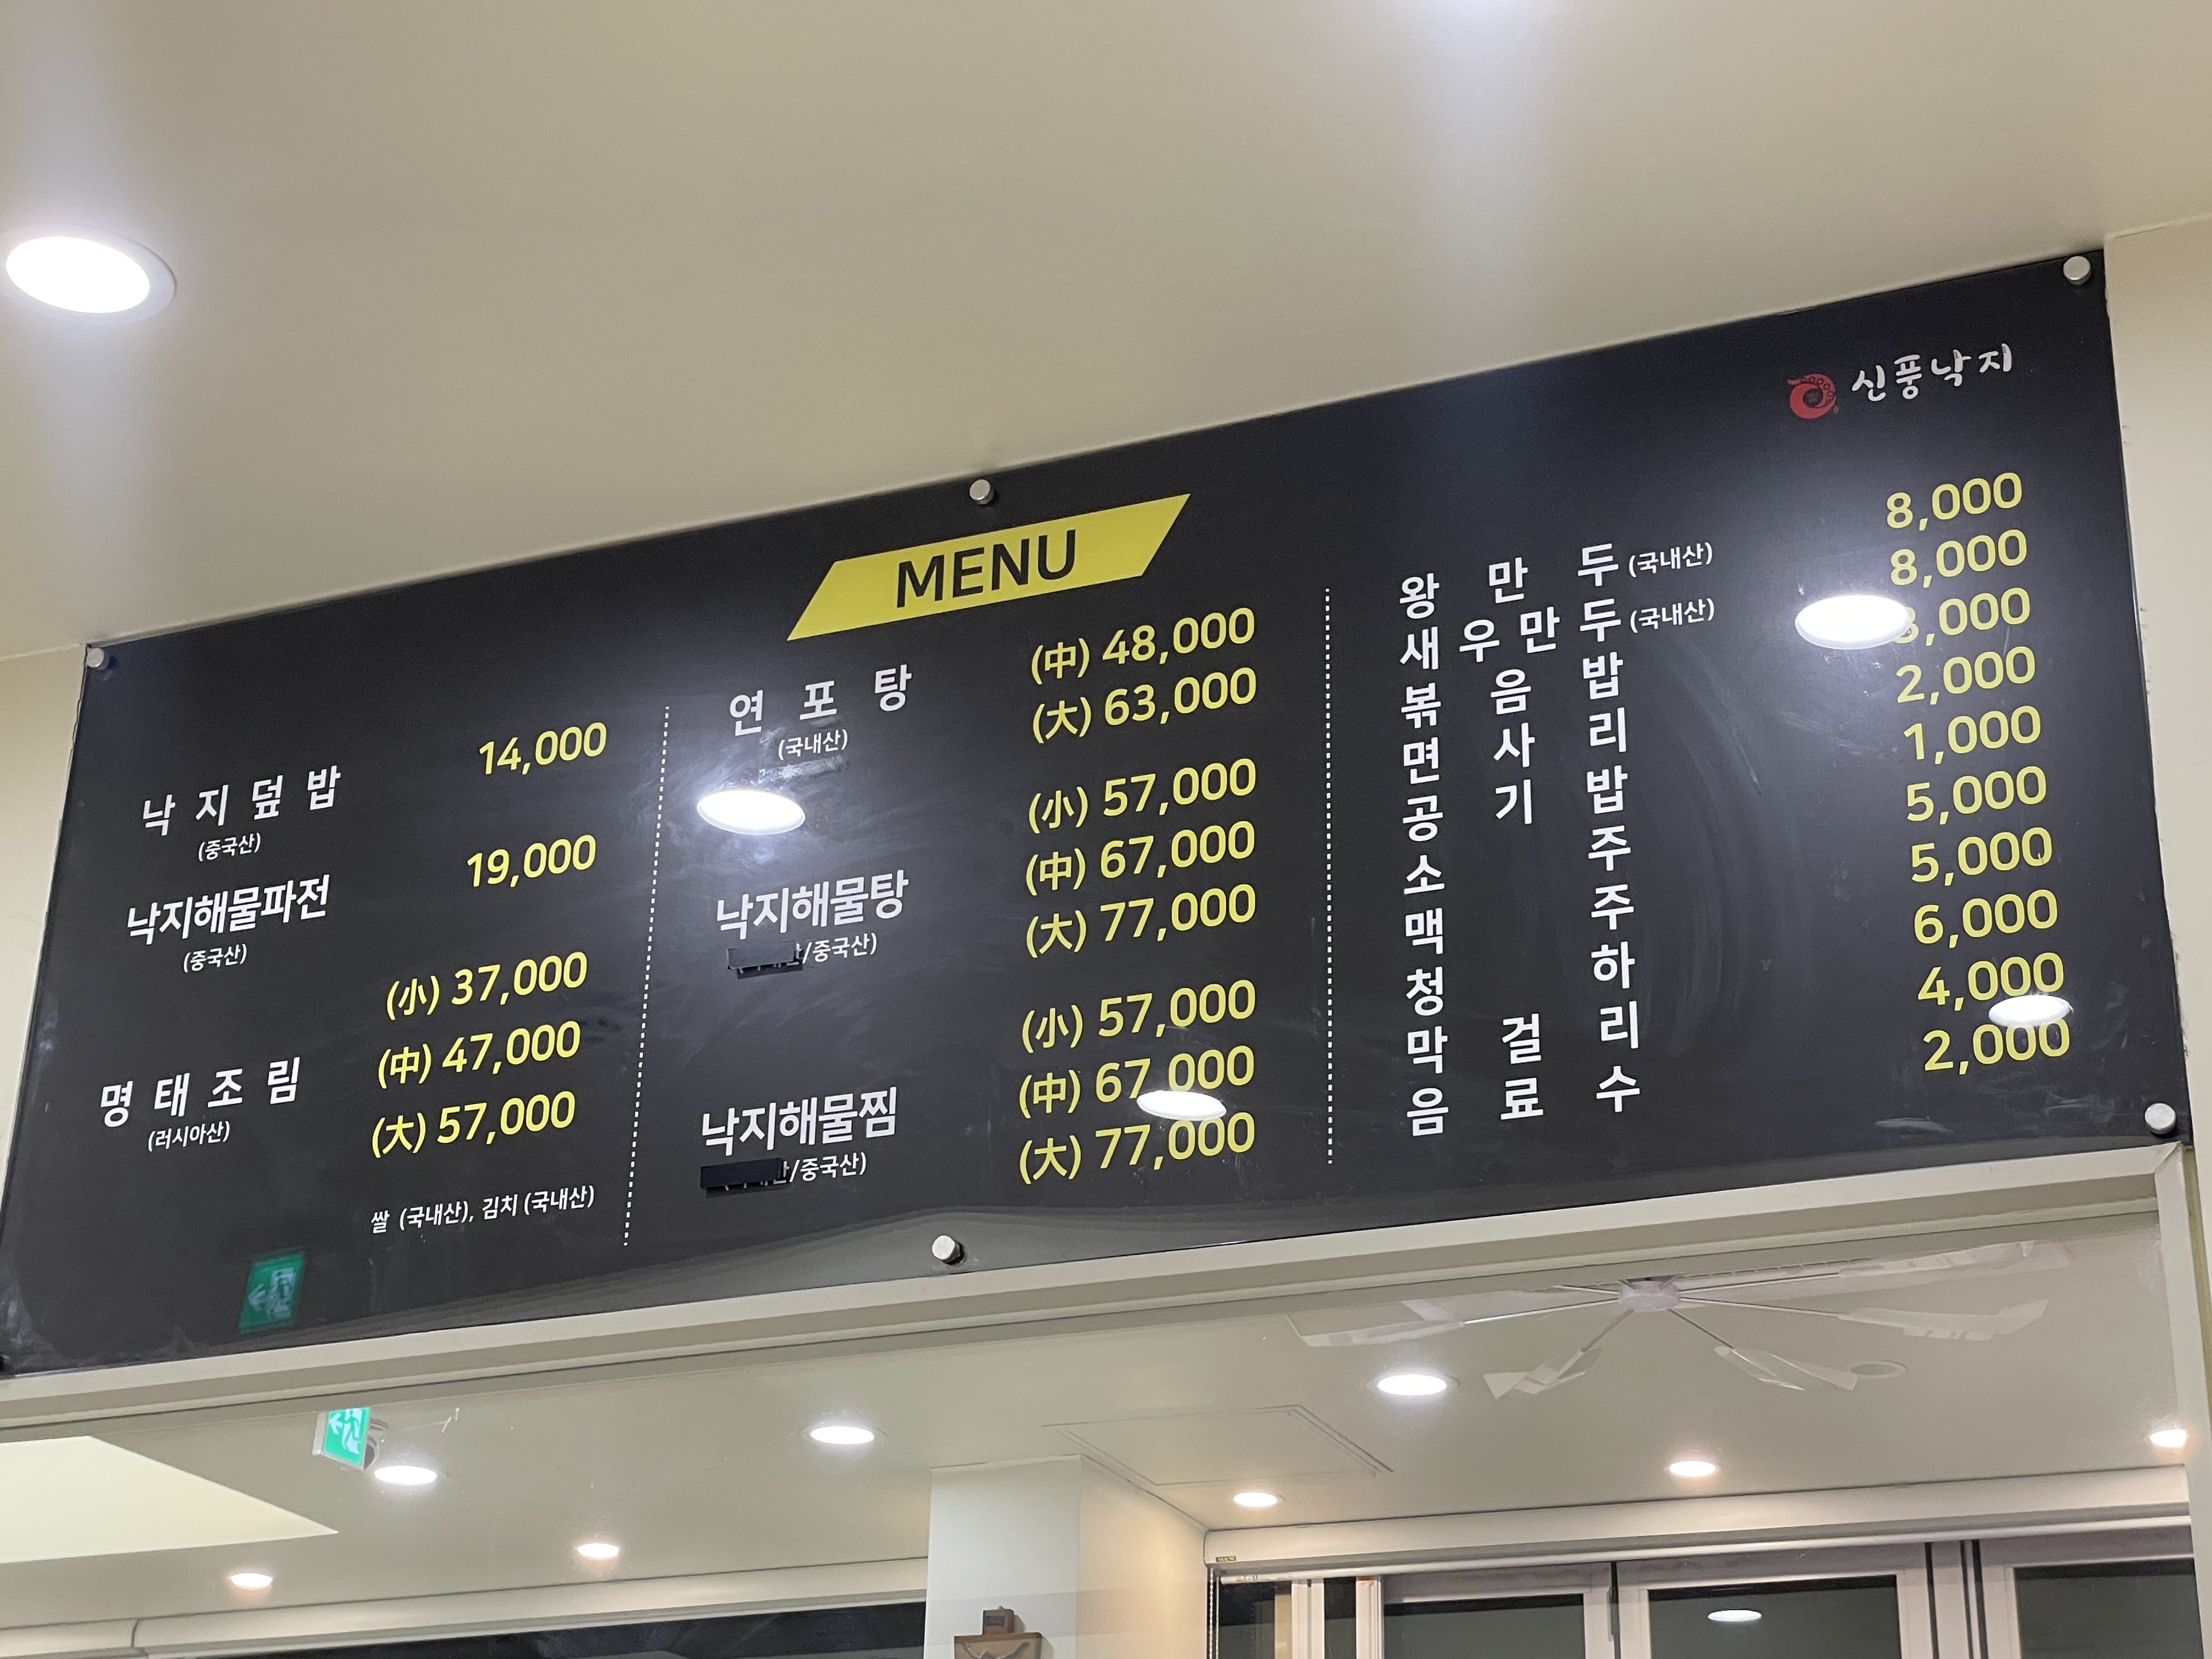 신풍낙지
MENU
낙지덮밥 14,000
(중국산)
낙지해물파전 19,000
(중국산)
(小) 37,000
명태조림 (中) 47,000
(러시아산)
(大) 57,000
쌀 (국내산), 김치 (국내산)
연포탕 (中) 48,000
(국내산) (大) 63,000
(小) 57,000
낙지해물탕 (中) 67,000
/중국산) (大) 77,000
(小) 57,000
낙지해물찜 (中) 67,000
/중국산) (大) 77,000
왕만두 (국내산) 8,000
새우만두 (국내산) 8,000
볶음밥 3,000
면사리 2,000
공기밥 1,000
소주 5,000
맥주 5,000
청하 6,000
막걸리 4,000
음료수 2,000